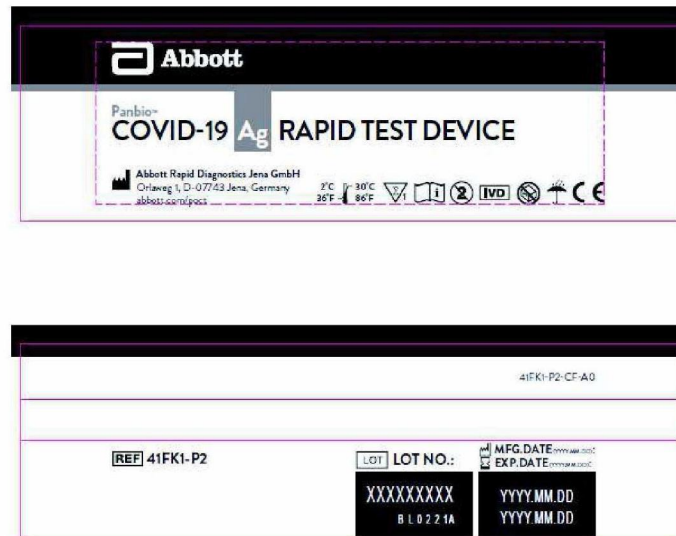 Abbott
Panbio™
COVID-19 Ag RAPID TEST DEVICE
Abbott Rapid Diagnostics Jena GmbH
Orlaweg 1, D-07743 Jena, Germany
abbott.com/poct
2°C 30°C
36°F 86°F
Σ 1
i
2
IVD
CE
41FK1-P2-CF-A0
REF 41FK1-P2
LOT LOT NO.:
MFG.DATE
EXP.DATE
XXXXXXXXX
BL0221A
YYYY.MM.DD
YYYY.MM.DD